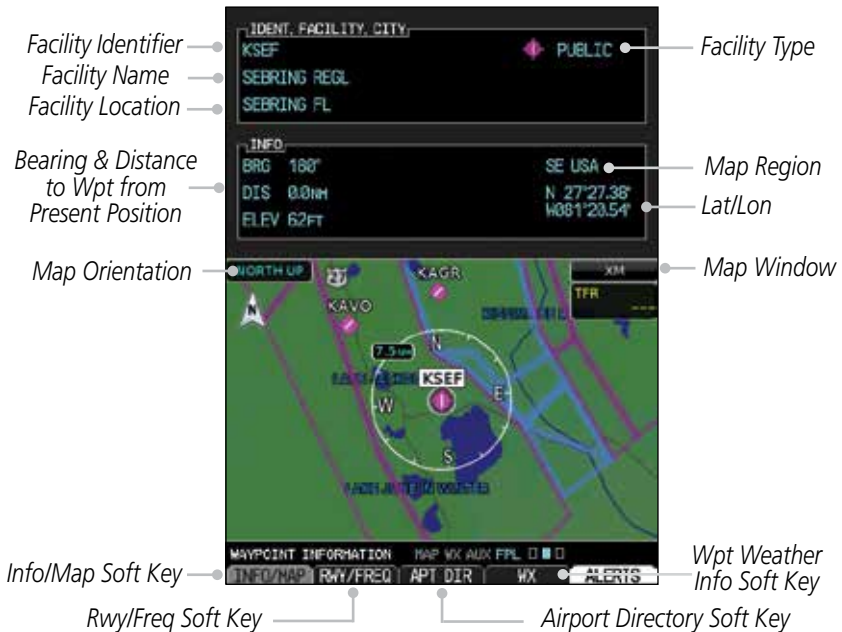 Facility Identifier
Facility Name
Facility Location
Bearing & Distance
to Wpt from
Present Position
Map Orientation
Info/Map Soft Key
Rwy/Freq Soft Key
Facility Type
Map Region
Lat/Lon
Map Window
Wpt Weather
Info Soft Key
Airport Directory Soft Key
IDENT, FACILITY, CITY
KSEF
PUBLIC
SEBRING REGL
SEBRING FL
INFO
BRG 180°
SE USA
DIS 0.0NM
N 27°27.38'
W081°20.54'
ELEV 62FT
NORTH UP
XM
TFR
---
27
KAGR
KAVO
N
N
7.5NM
KSEF
W
E
S
WAYPOINT INFORMATION MAP WX AUX FPL
INFO/MAP RWY/FREQ APT DIR WX ALERTS